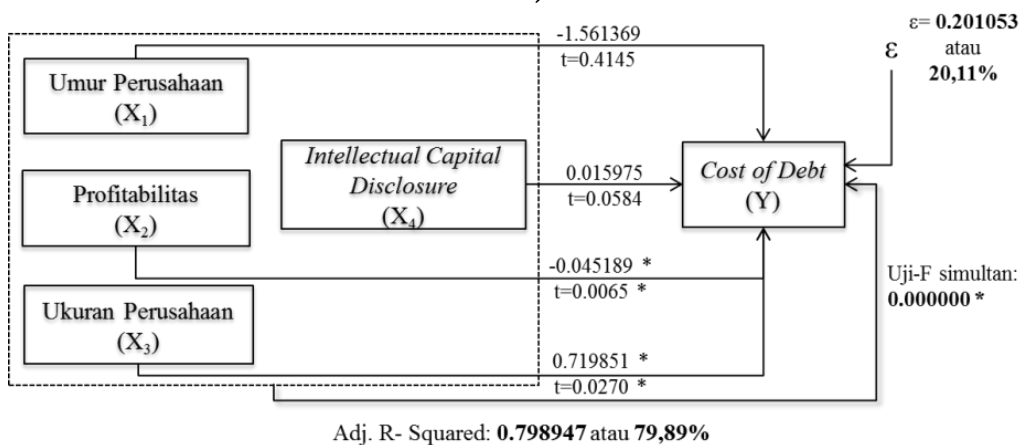 -1.561369
t=0.4145
ε= 0.201053
atau
20,11%
ε
Umur Perusahaan
(X₁)
Intellectual Capital
Disclosure
(X₄)
0.015975
t=0.0584
Cost of Debt
(Y)
Profitabilitas
(X₂)
-0.045189 *
t=0.0065 *
Uji-F simultan:
0.000000 *
Ukuran Perusahaan
(X₃)
0.719851 *
t=0.0270 *
Adj. R- Squared: 0.798947 atau 79,89%